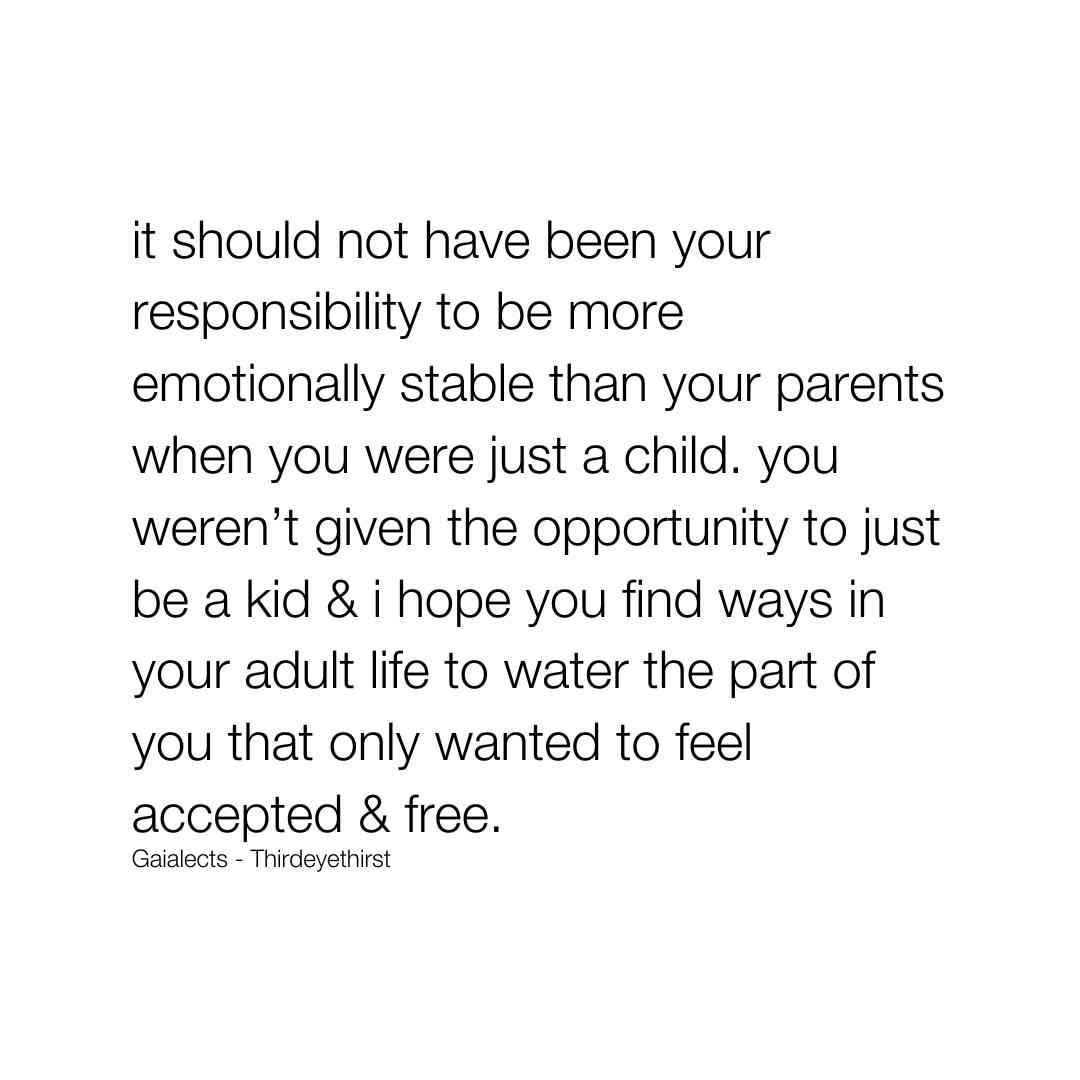 it should not have been your
responsibility to be more
emotionally stable than your parents
when you were just a child. you
weren’t given the opportunity to just
be a kid & i hope you find ways in
your adult life to water the part of
you that only wanted to feel
accepted & free.
Gaialects - Thirdeyethirst